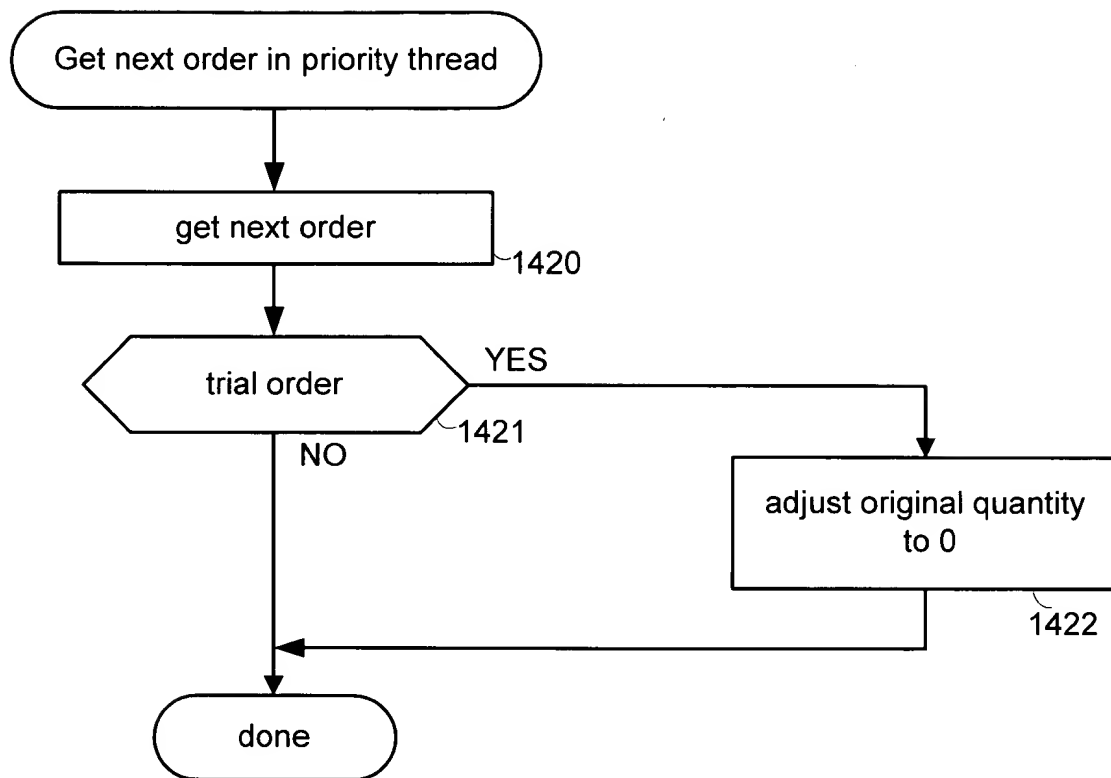 Get next order in priority thread
get next order
1420
trial order
YES
1421
NO
adjust original quantity
to 0
1422
done